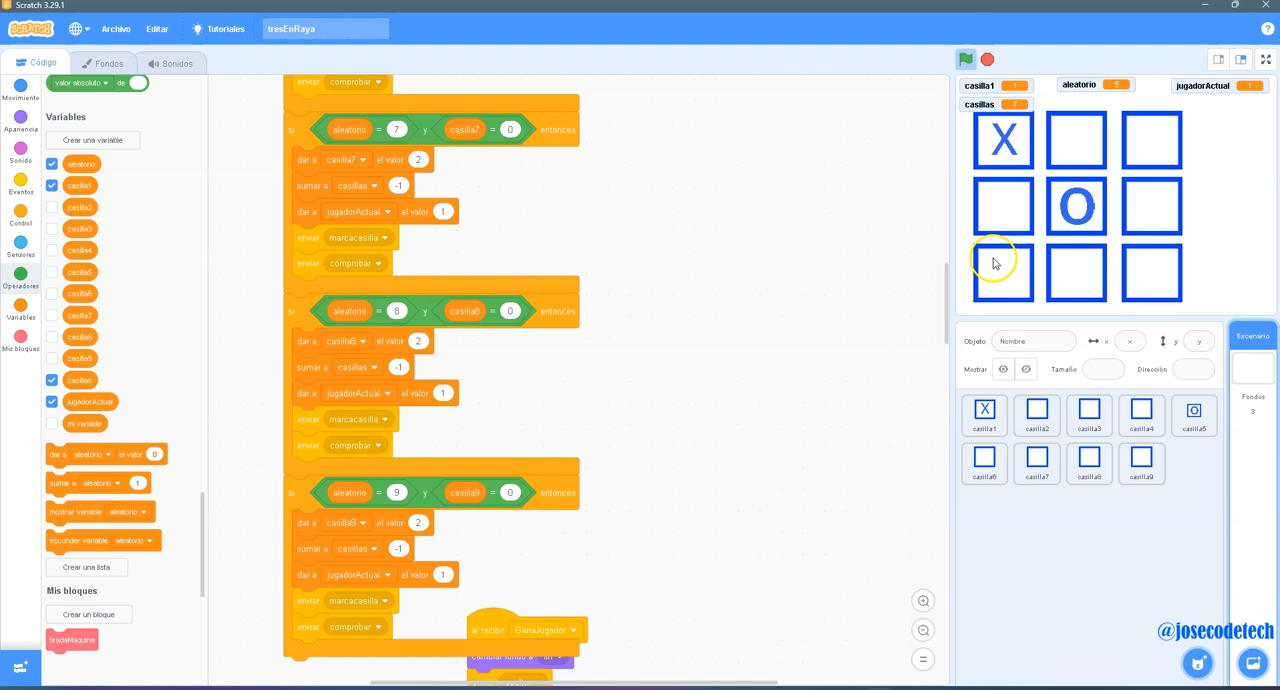 Scratch 3.29.1
SCRATCH Archivo Editar Tutoriales tresEnRaya ?
Código Fondos Sonidos
Movimiento
Apariencia
Sonido
Eventos
Control
Sensores
Operadores
Variables
Mis bloques
valor absoluto de
Variables
Crear una variable
aleatorio
casilla1
casilla2
casilla3
casilla4
casilla5
casilla6
casilla7
casilla8
casilla9
casillas
jugadorActual
mi variable
dar a aleatorio el valor 0
sumar a aleatorio 1
mostrar variable aleatorio
esconder variable aleatorio
Crear una lista
Mis bloques
Crear un bloque
tiradaMaquina
enviar comprobar
si aleatorio = 7 y casilla7 = 0 entonces
dar a casilla7 el valor 2
sumar a casillas -1
dar a jugadorActual el valor 1
enviar marcacasilla
enviar comprobar
si aleatorio = 8 y casilla8 = 0 entonces
dar a casilla8 el valor 2
sumar a casillas -1
dar a jugadorActual el valor 1
enviar marcacasilla
enviar comprobar
si aleatorio = 9 y casilla9 = 0 entonces
dar a casilla9 el valor 2
sumar a casillas -1
dar a jugadorActual el valor 1
enviar marcacasilla
enviar comprobar
al recibir GanaJugador
cambiar fondo a
casilla1 1 aleatorio 5 jugadorActual 1
casillas 7
X
O
Objeto Nombre x x y y
Mostrar Tamaño Dirección
X O
casilla1 casilla2 casilla3 casilla4 casilla5
casilla6 casilla7 casilla8 casilla9
Escenario
Fondos
3
@josecodetech